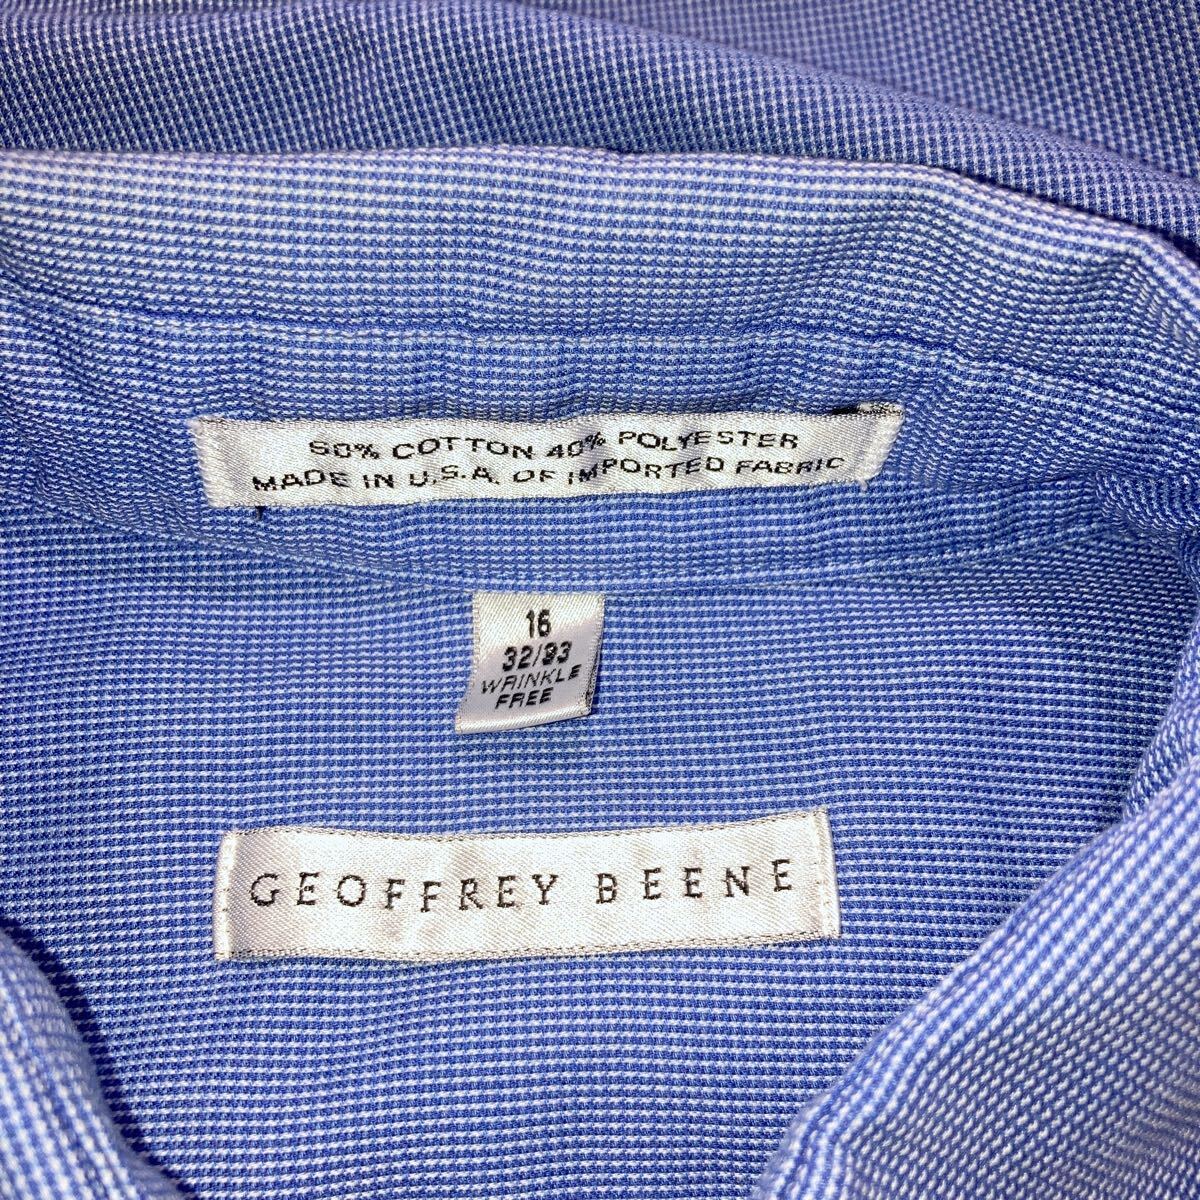 60% COTTON 40% POLYESTER
MADE IN U.S.A. OF IMPORTED FABRIC
16
32/33
WRINKLE
FREE
GEOFFREY BEENE